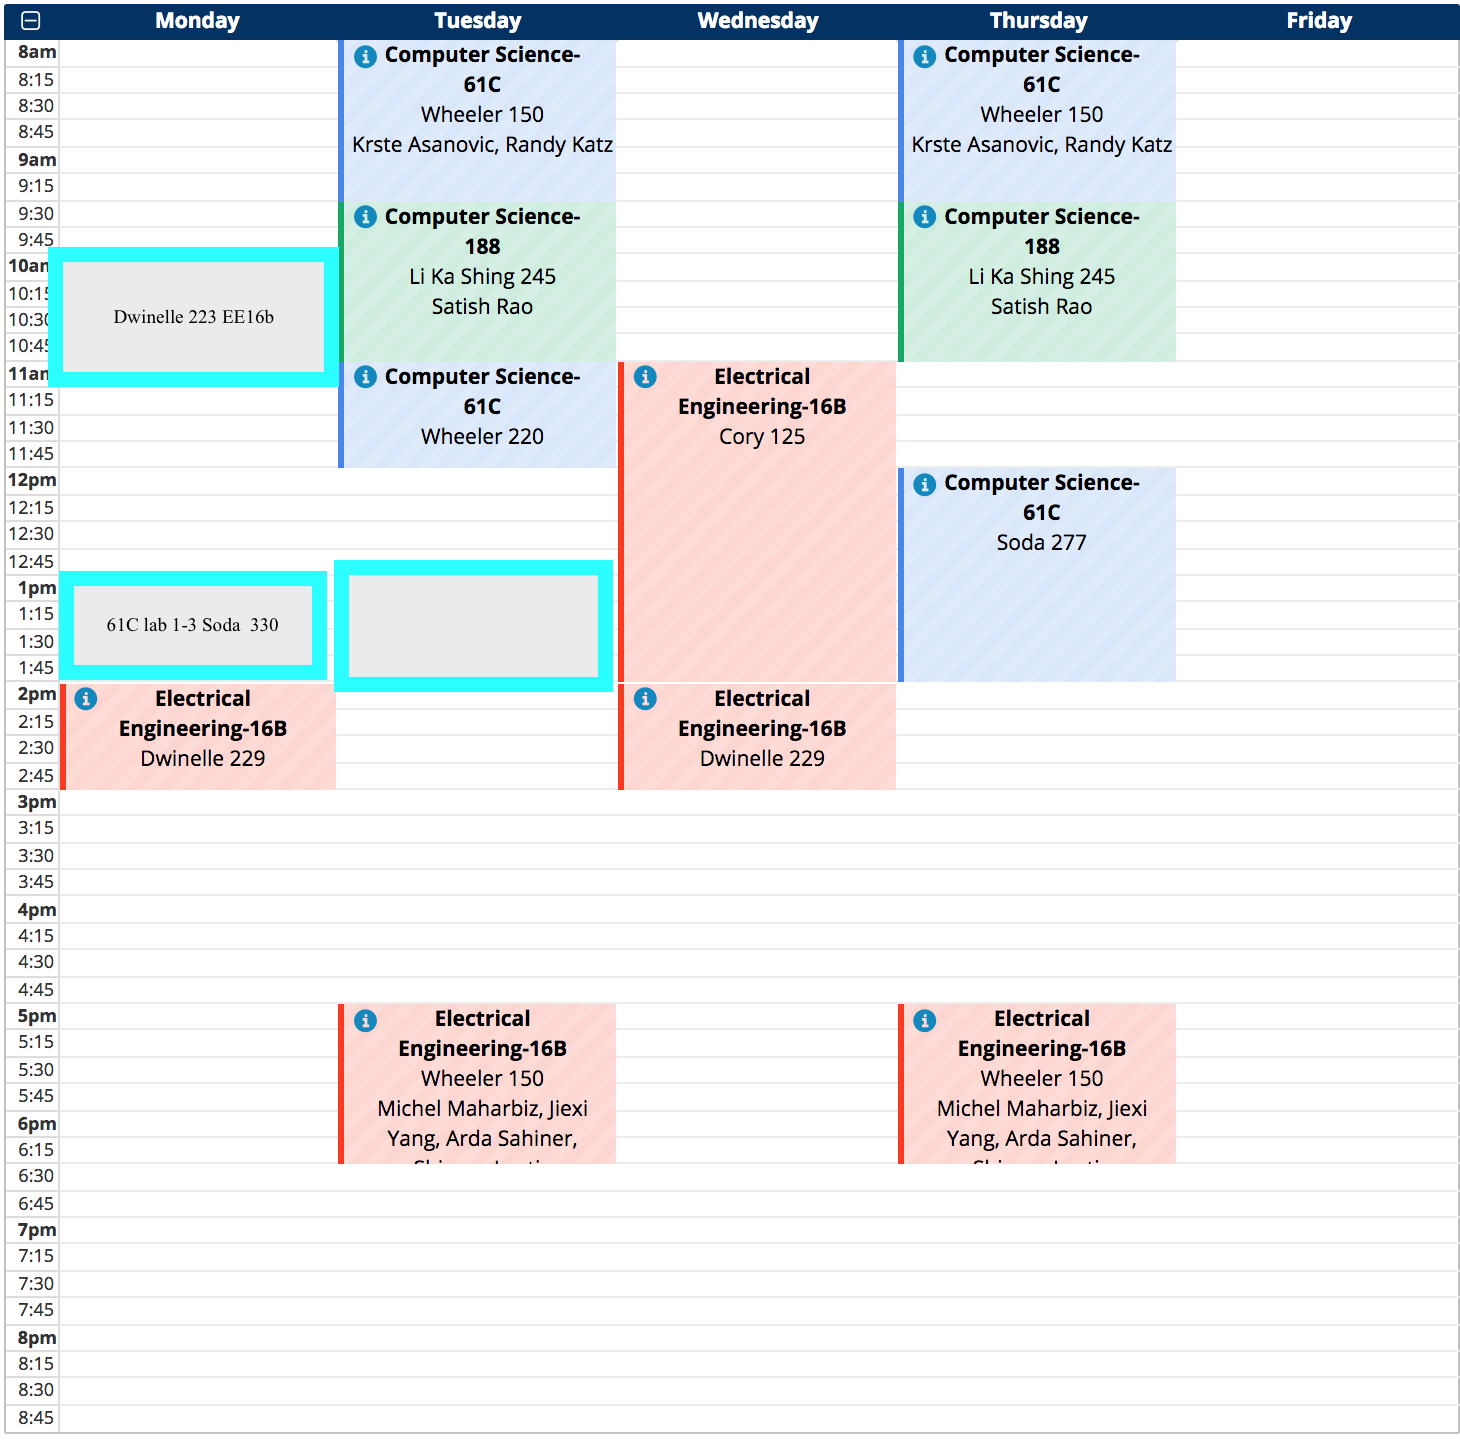 Monday Tuesday Wednesday Thursday Friday
8am
8:15
8:30
8:45
9am
9:15
9:30
9:45
10am
10:15
10:30
10:45
11am
11:15
11:30
11:45
12pm
12:15
12:30
12:45
1pm
1:15
1:30
1:45
2pm
2:15
2:30
2:45
3pm
3:15
3:30
3:45
4pm
4:15
4:30
4:45
5pm
5:15
5:30
5:45
6pm
6:15
6:30
6:45
7pm
7:15
7:30
7:45
8pm
8:15
8:30
8:45
Dwinelle 223 EE16b
61C lab 1-3 Soda 330
Electrical
Engineering-16B
Dwinelle 229
Computer Science-
61C
Wheeler 150
Krste Asanovic, Randy Katz
Computer Science-
188
Li Ka Shing 245
Satish Rao
Computer Science-
61C
Wheeler 220
Electrical
Engineering-16B
Wheeler 150
Michel Maharbiz, Jiexi
Yang, Arda Sahiner,
Electrical
Engineering-16B
Cory 125
Electrical
Engineering-16B
Dwinelle 229
Computer Science-
61C
Wheeler 150
Krste Asanovic, Randy Katz
Computer Science-
188
Li Ka Shing 245
Satish Rao
Computer Science-
61C
Soda 277
Electrical
Engineering-16B
Wheeler 150
Michel Maharbiz, Jiexi
Yang, Arda Sahiner,